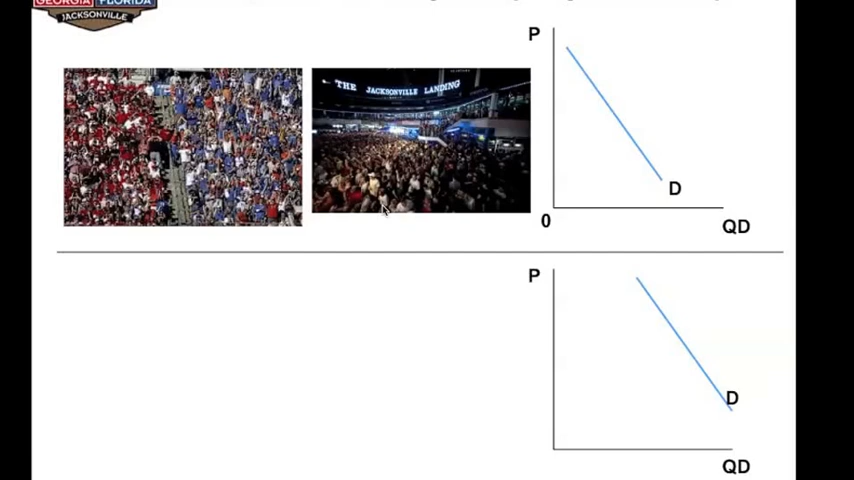 GEORGIA FLORIDA
JACKSONVILLE
P
THE JACKSONVILLE LANDING
D
0
QD
P
D
QD